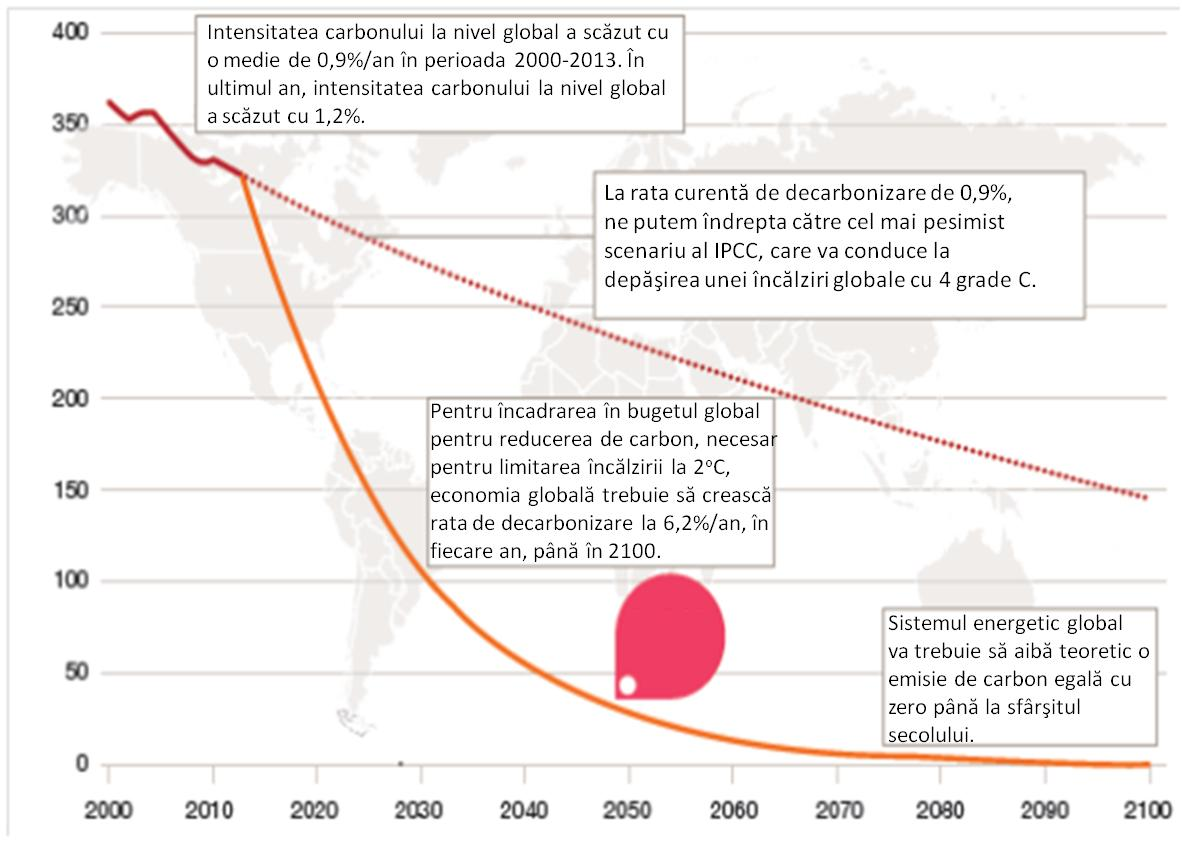 400
350
300
250
200
150
100
50
0
Intensitatea carbonului la nivel global a scăzut cu
o medie de 0,9%/an în perioada 2000-2013. În
ultimul an, intensitatea carbonului la nivel global
a scăzut cu 1,2%.
La rata curentă de decarbonizare de 0,9%,
ne putem îndrepta către cel mai pesimist
scenariu al IPCC, care va conduce la
depăşirea unei încălziri globale cu 4 grade C.
Pentru încadrarea în bugetul global
pentru reducerea de carbon, necesar
pentru limitarea încălzirii la 2°C,
economia globală trebuie să crească
rata de decarbonizare la 6,2%/an, în
fiecare an, până în 2100.
Sistemul energetic global
va trebuie să aibă teoretic o
emisie de carbon egală cu
zero până la sfârşitul
secolului.
2000 2010 2020 2030 2040 2050 2060 2070 2080 2090 2100